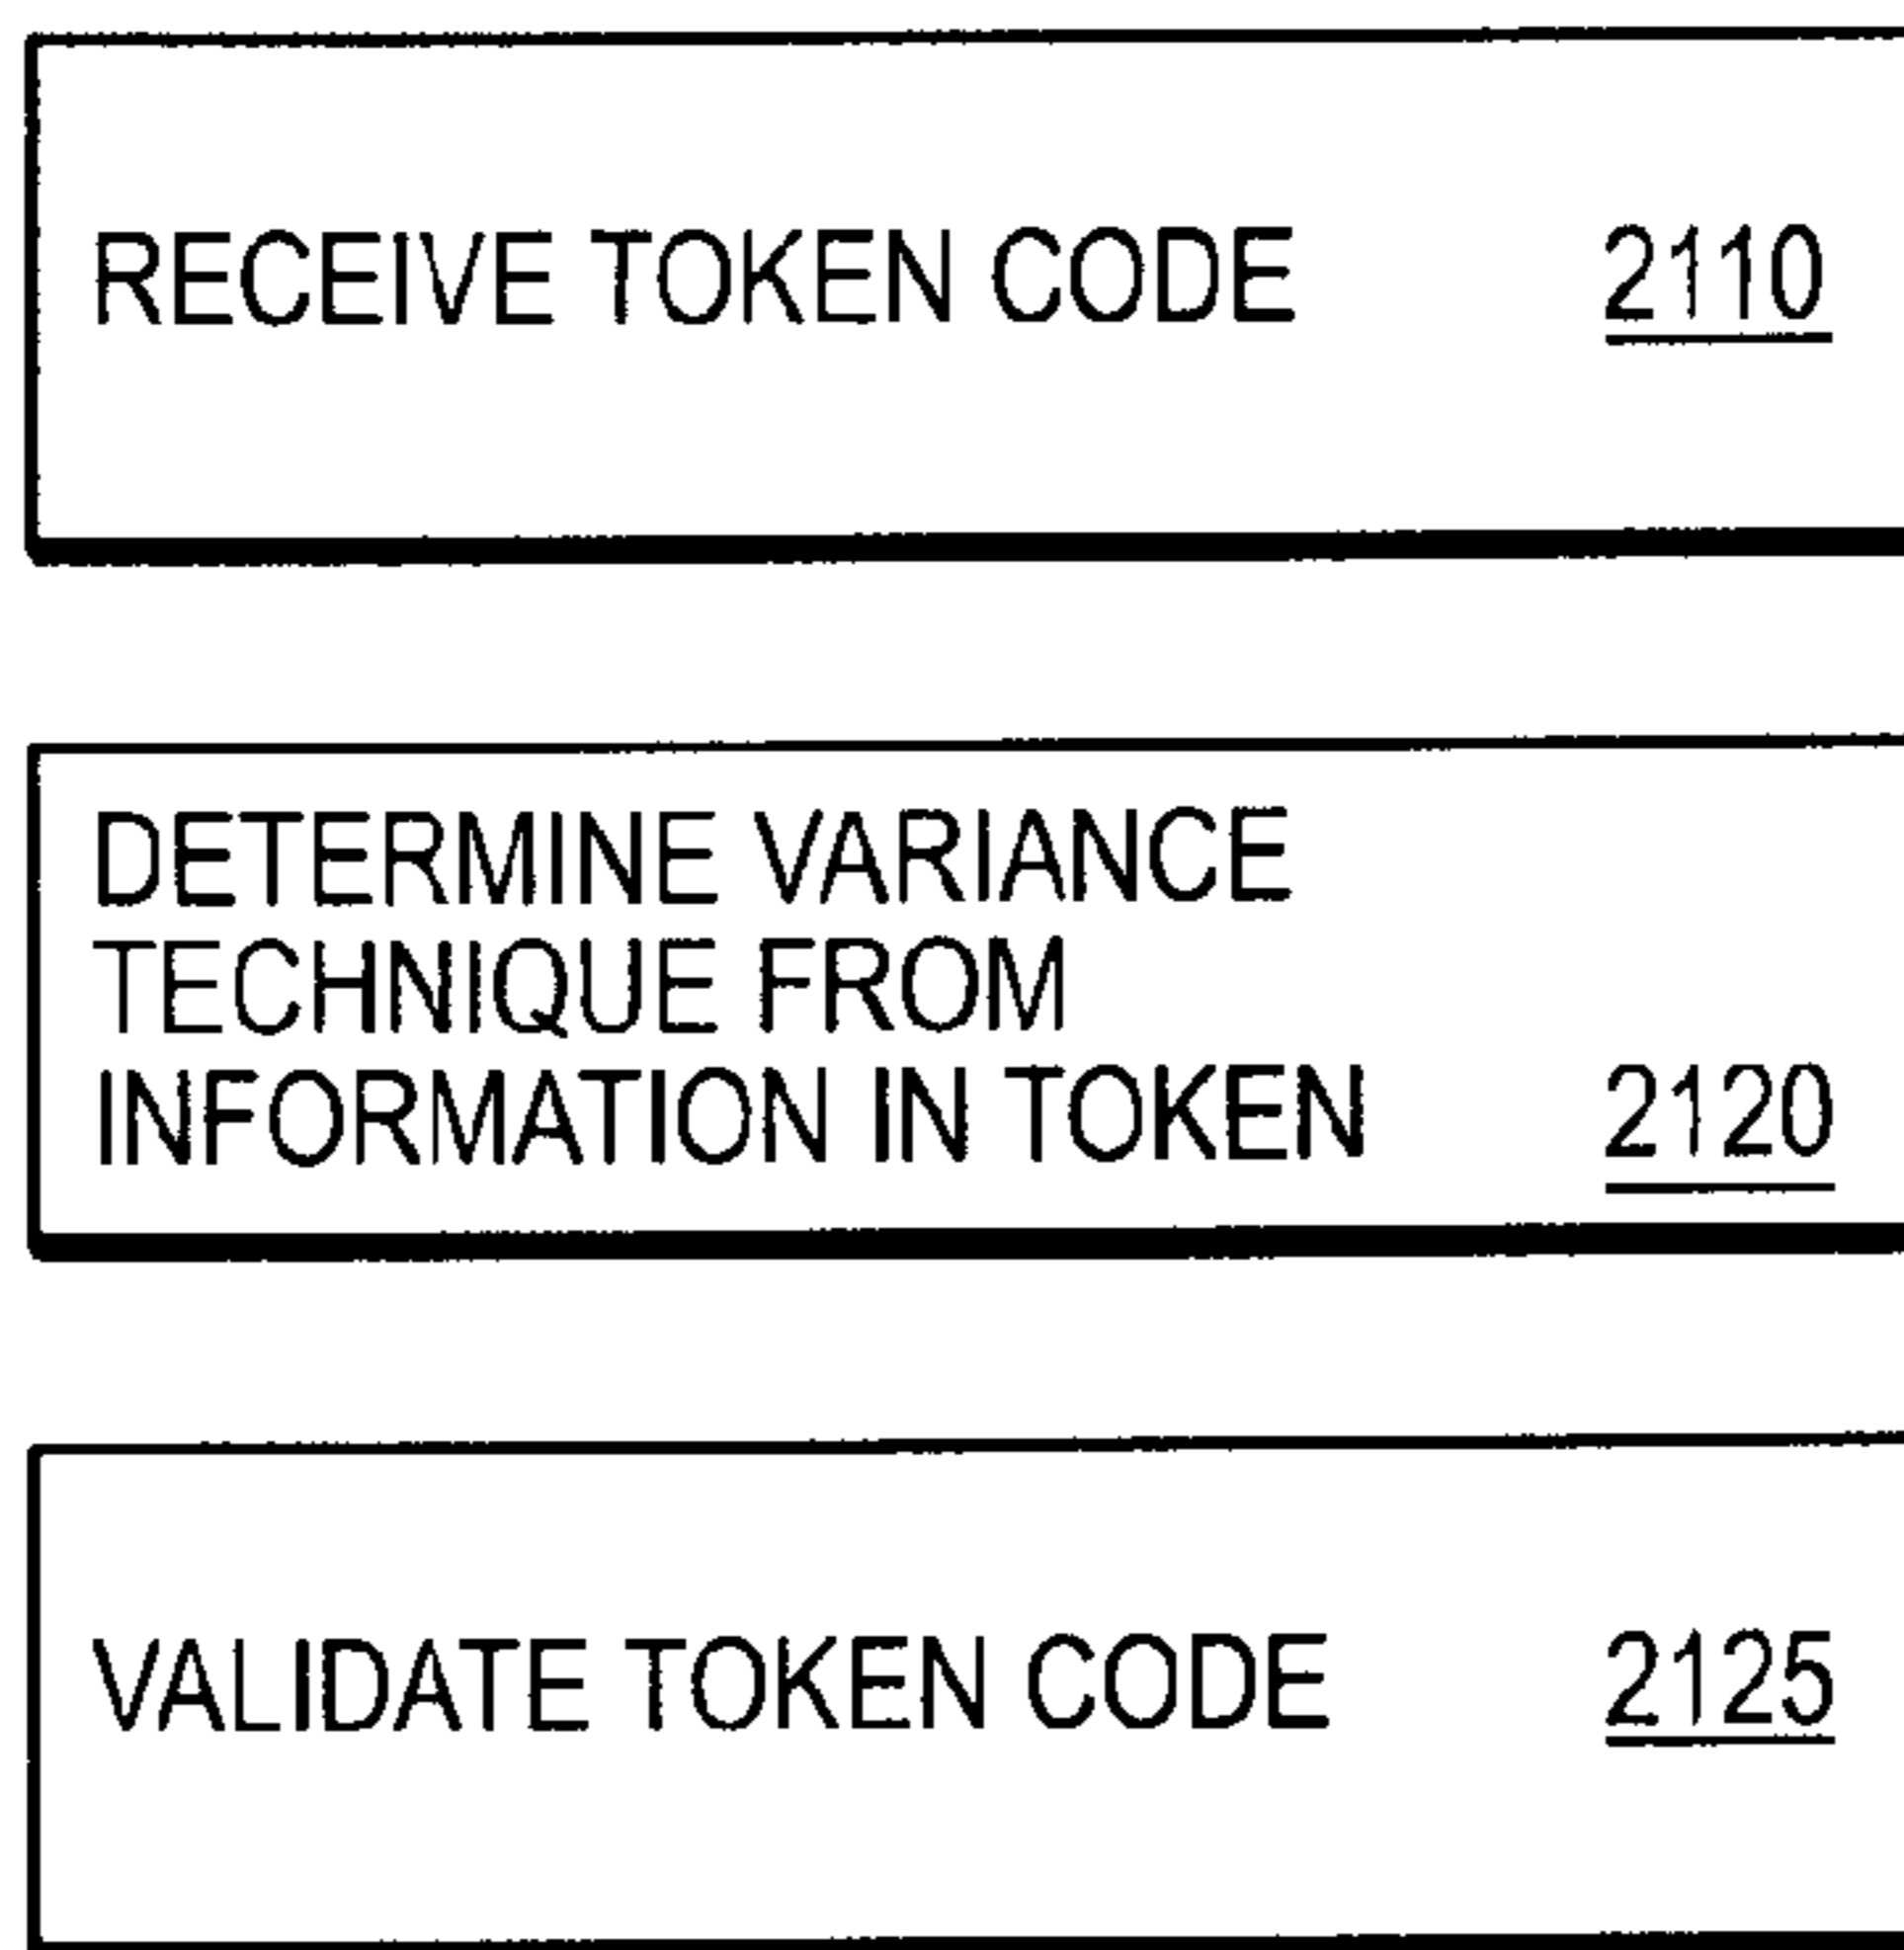 RECEIVE TOKEN CODE 2110
DETERMINE VARIANCE
TECHNIQUE FROM
INFORMATION IN TOKEN 2120
VALIDATE TOKEN CODE 2125